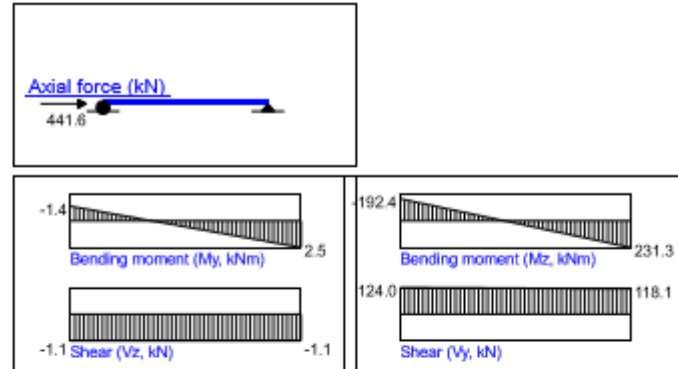 Axial force (kN)
441.6
-1.4
2.5
Bending moment (My, kNm)
-1.1
-1.1
Shear (Vz, kN)
-192.4
231.3
Bending moment (Mz, kNm)
124.0
118.1
Shear (Vy, kN)